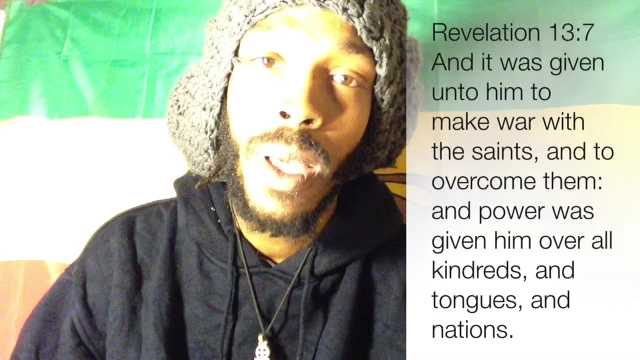 Revelation 13:7
And it was given
unto him to
make war with
the saints, and to
overcome them:
and power was
given him over all
kindreds, and
tongues, and
nations.